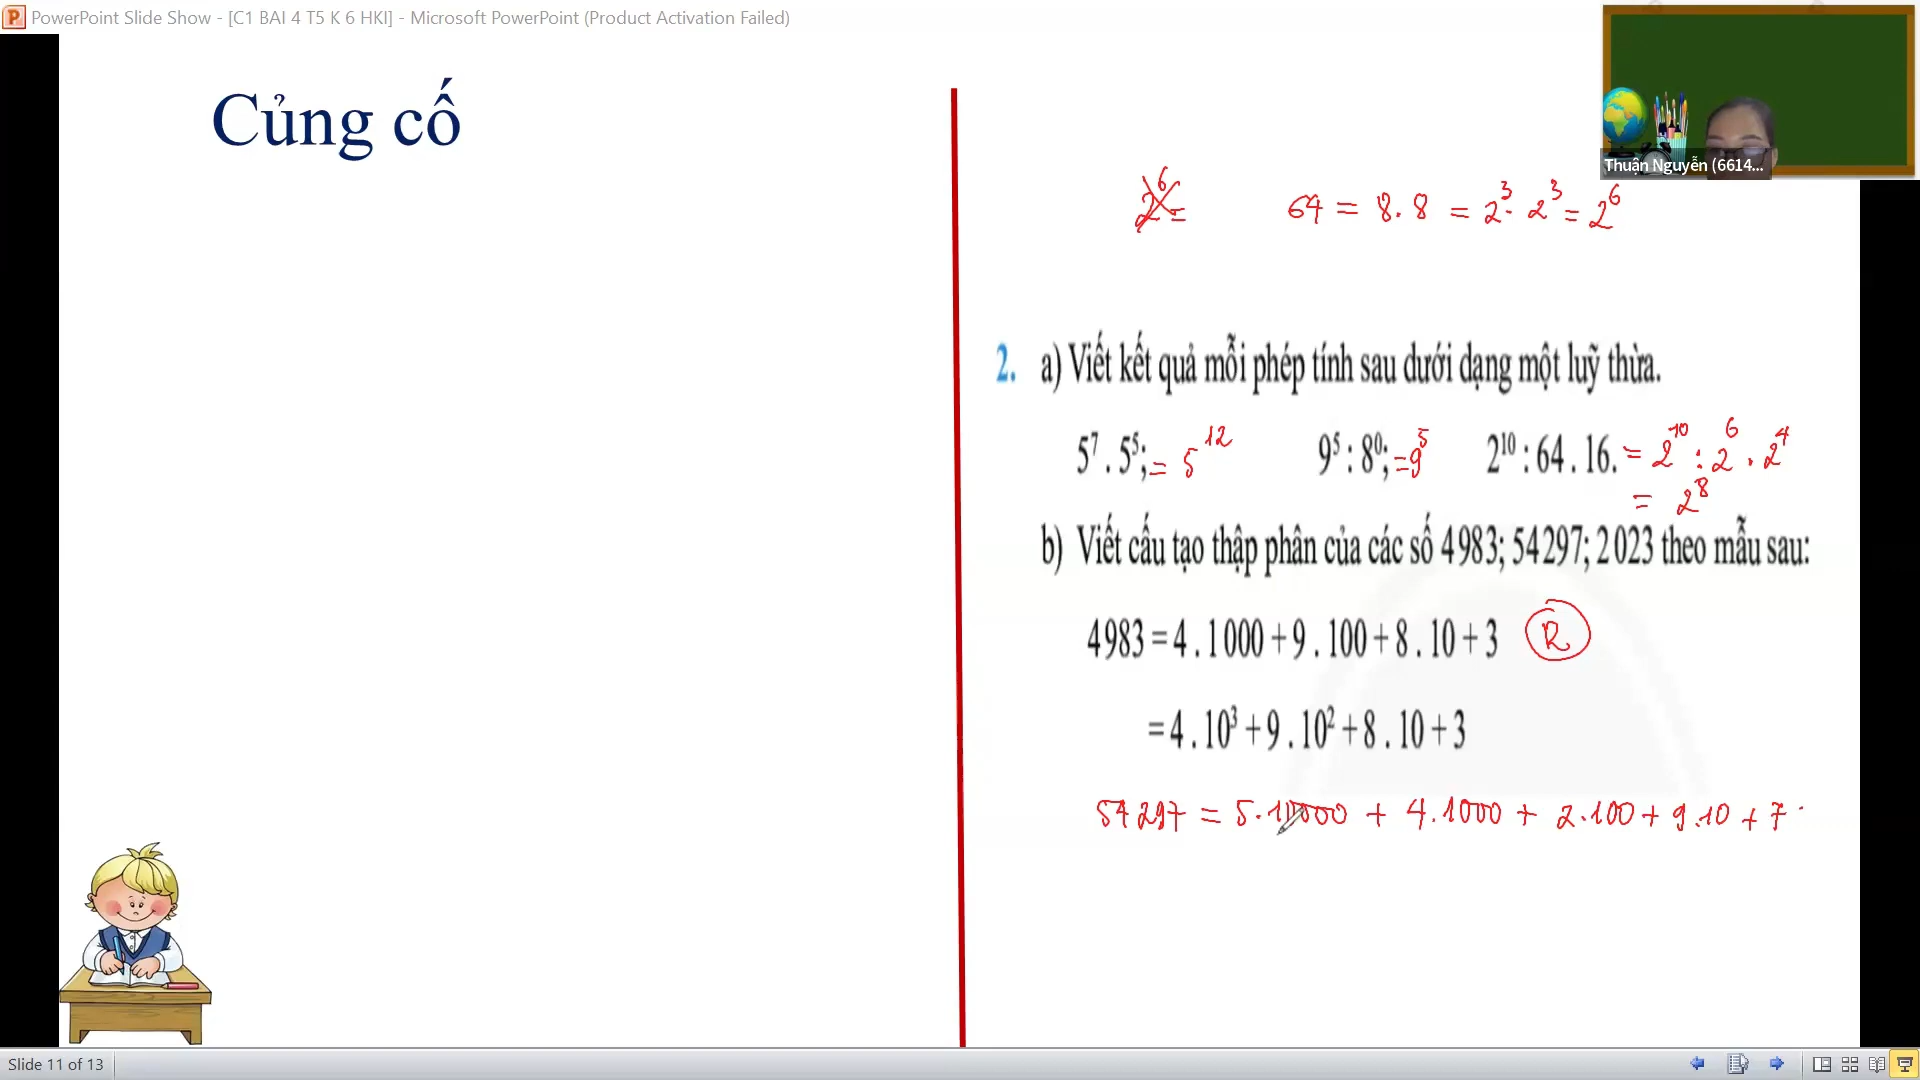 PowerPoint Slide Show - [C1 BAI 4 T5 K 6 HKI] - Microsoft PowerPoint (Product Activation Failed)
Thuận Nguyễn (6614...
Củng cố
2⁶ =
64 = 8 . 8 = 2³ . 2³ = 2⁶
2. a) Viết kết quả mỗi phép tính sau dưới dạng một luỹ thừa.
5⁷ . 5⁵; = 5¹² 9⁵ : 8⁰; = 9⁵ 2¹⁰ : 64 . 16. = 2¹⁰ : 2⁶ . 2⁴
= 2⁸
b) Viết cấu tạo thập phân của các số 4983; 54297; 2023 theo mẫu sau:
4983 = 4 . 1000 + 9 . 100 + 8 . 10 + 3 R
= 4 . 10³ + 9 . 10² + 8 . 10 + 3
54297 = 5 . 10000 + 4 . 1000 + 2 . 100 + 9 . 10 + 7 .
Slide 11 of 13